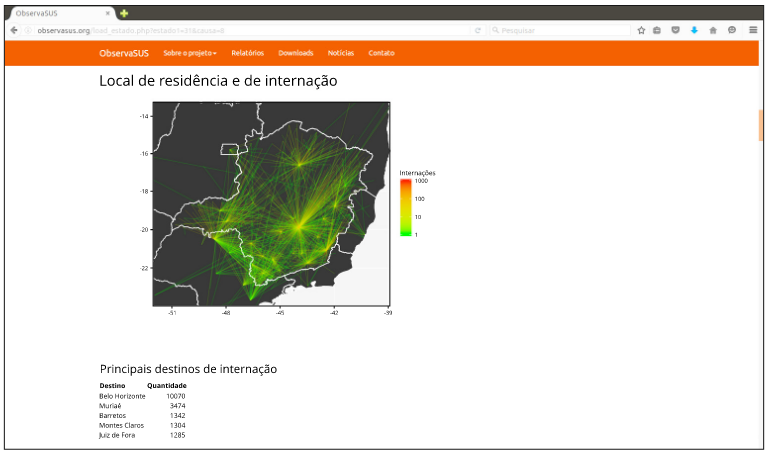 ObservaSUS
observasus.org/load_estado.php?estado1=31&causa=6
Pesquisar
ObservaSUS Sobre o projeto Relatórios Downloads Notícias Contato
Local de residência e de internação
-14
-16
-18
-20
-22
-51 -48 -45 -42 -39
Internações
1000
100
10
1
Principais destinos de internação
Destino Quantidade
Belo Horizonte 10070
Muriaé 3474
Barretos 1342
Montes Claros 1304
Juiz de Fora 1285